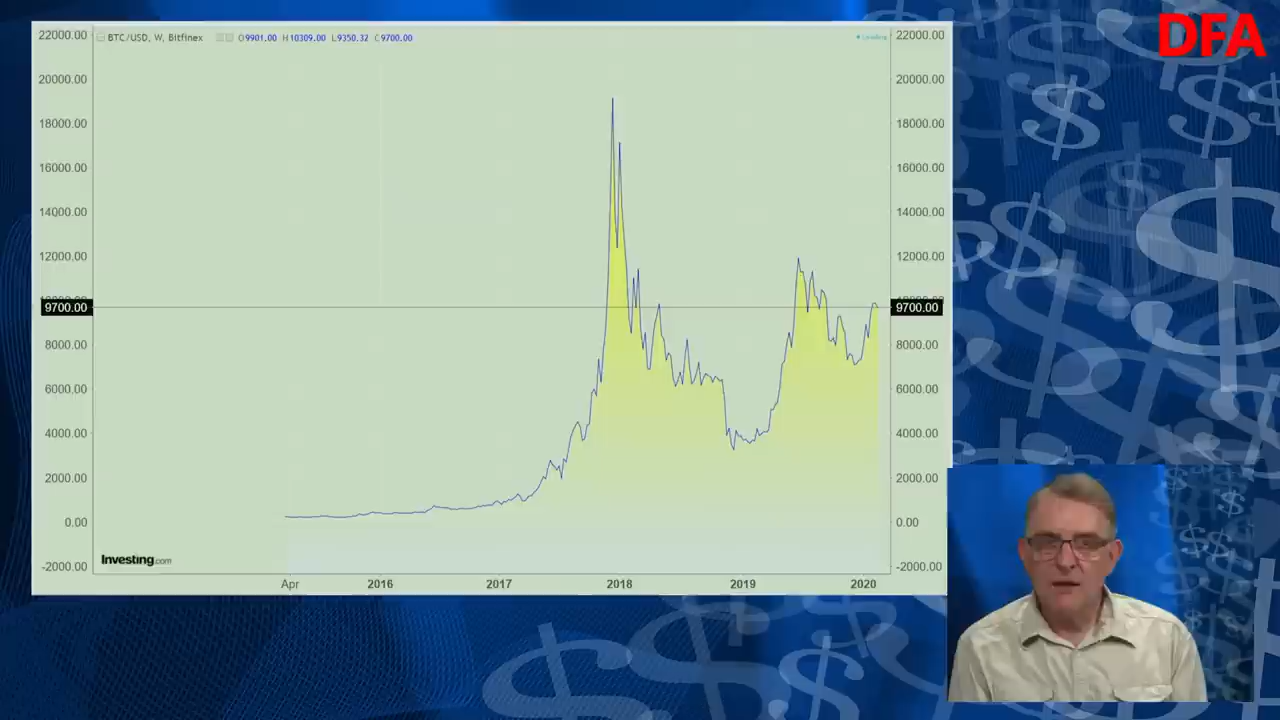 DFA
BTC/USD, W, Bitfinex O9901.00 H10309.00 L9350.32 C9700.00
Loading
22000.00 22000.00
20000.00 20000.00
18000.00 18000.00
16000.00 16000.00
14000.00 14000.00
12000.00 12000.00
9700.00 9700.00
8000.00 8000.00
6000.00 6000.00
4000.00 4000.00
2000.00 2000.00
0.00 0.00
Investing.com
-2000.00 -2000.00
Apr 2016 2017 2018 2019 2020